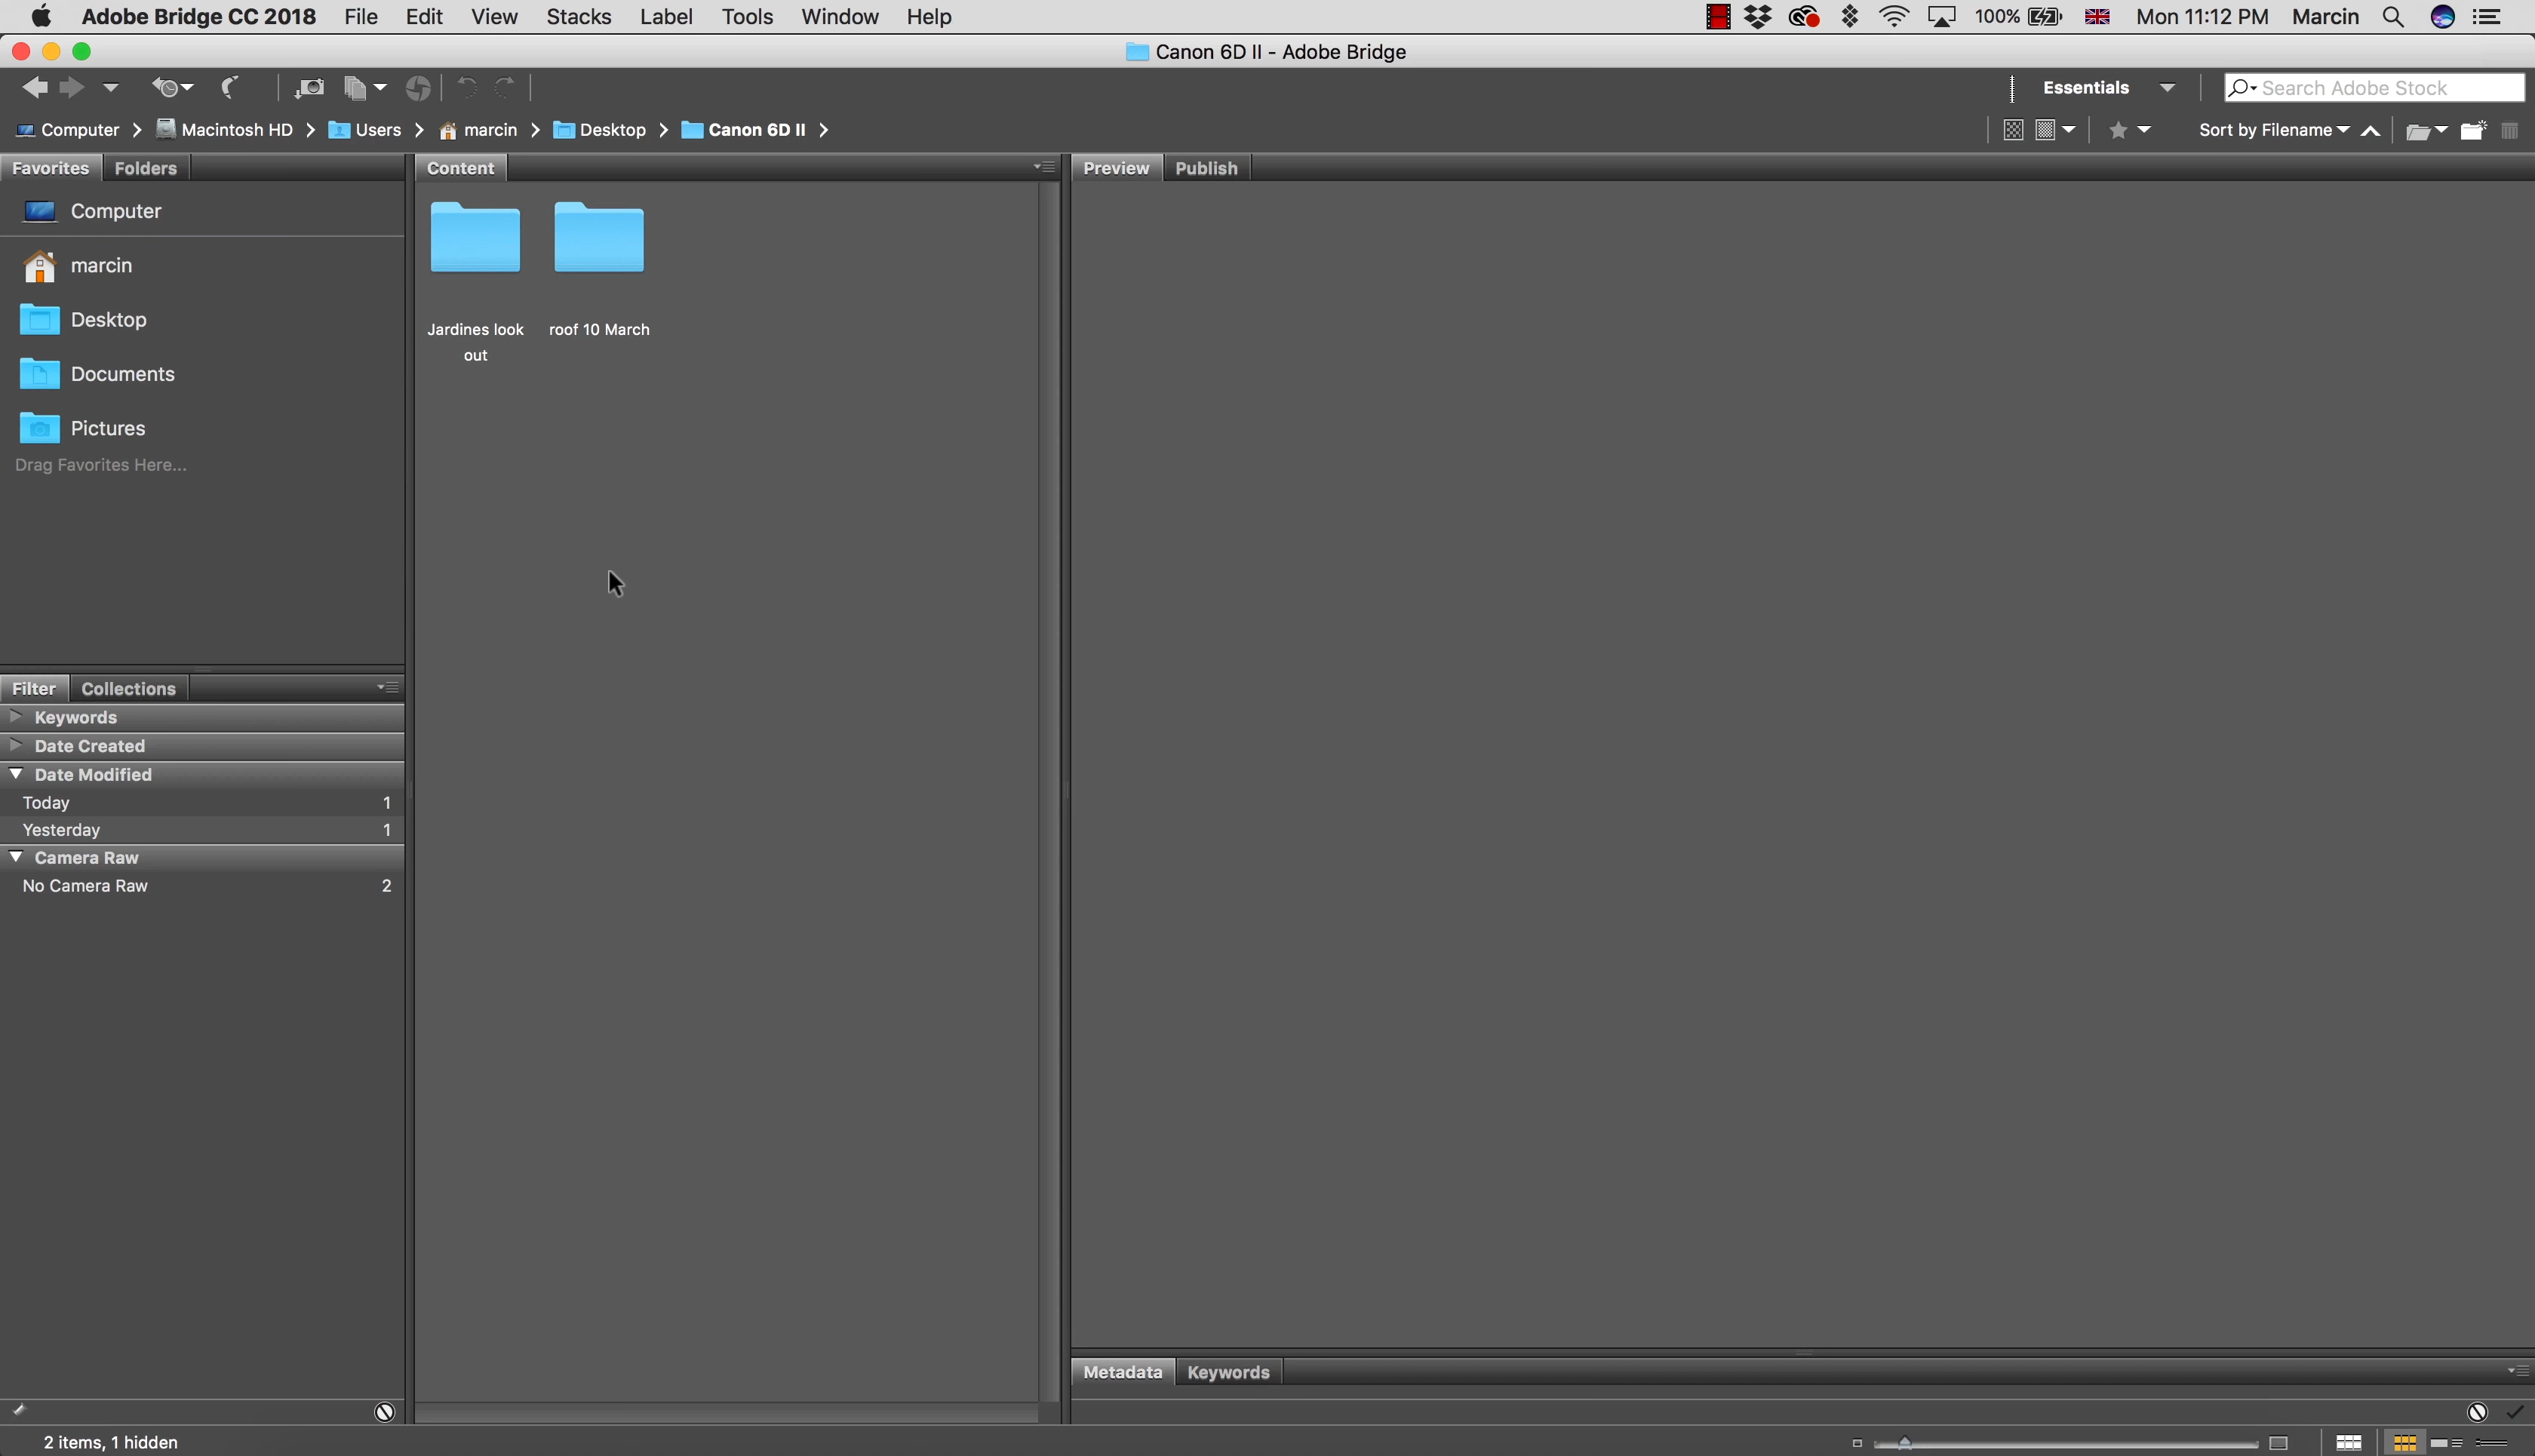 Adobe Bridge CC 2018 File Edit View Stacks Label Tools Window Help 100% Mon 11:12 PM Marcin
Canon 6D II - Adobe Bridge
Essentials Search Adobe Stock
Computer Macintosh HD Users marcin Desktop Canon 6D II Sort by Filename
Favorites Folders
Computer
marcin
Desktop
Documents
Pictures
Drag Favorites Here...
Content
Jardines look
out
roof 10 March
Preview Publish
Filter Collections
Keywords
Date Created
Date Modified
Today 1
Yesterday 1
Camera Raw
No Camera Raw 2
Metadata Keywords
2 items, 1 hidden